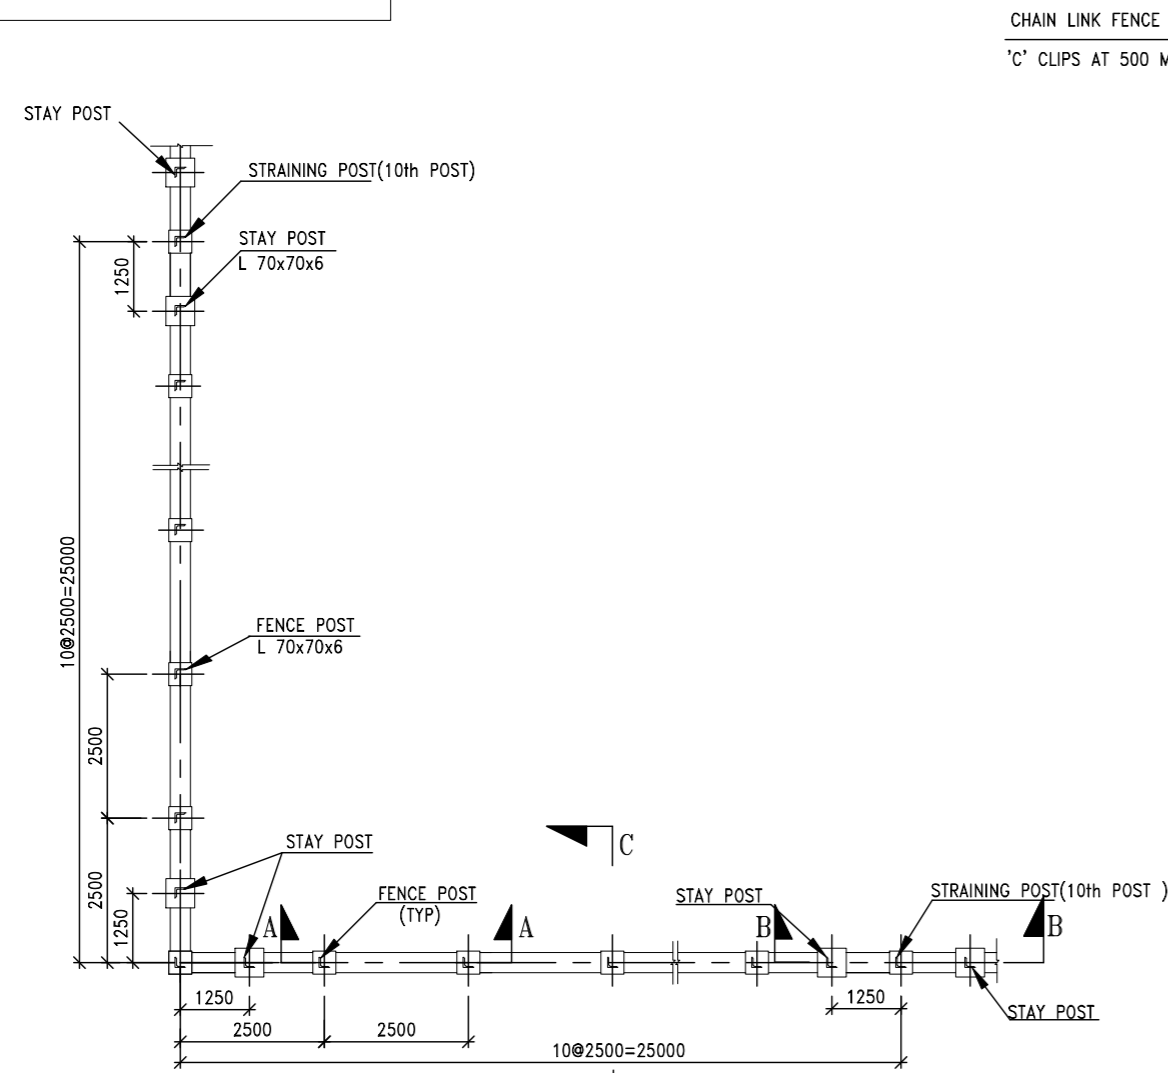 CHAIN LINK FENCE
'C' CLIPS AT 500 M
STAY POST
STRAINING POST(10th POST)
STAY POST
L 70x70x6
1250
10@2500=25000
FENCE POST
L 70x70x6
2500
2500
1250
STAY POST
C
FENCE POST
(TYP)
STAY POST
STRAINING POST(10th POST )
A
A
B
B
1250
1250
STAY POST
2500
2500
10@2500=25000